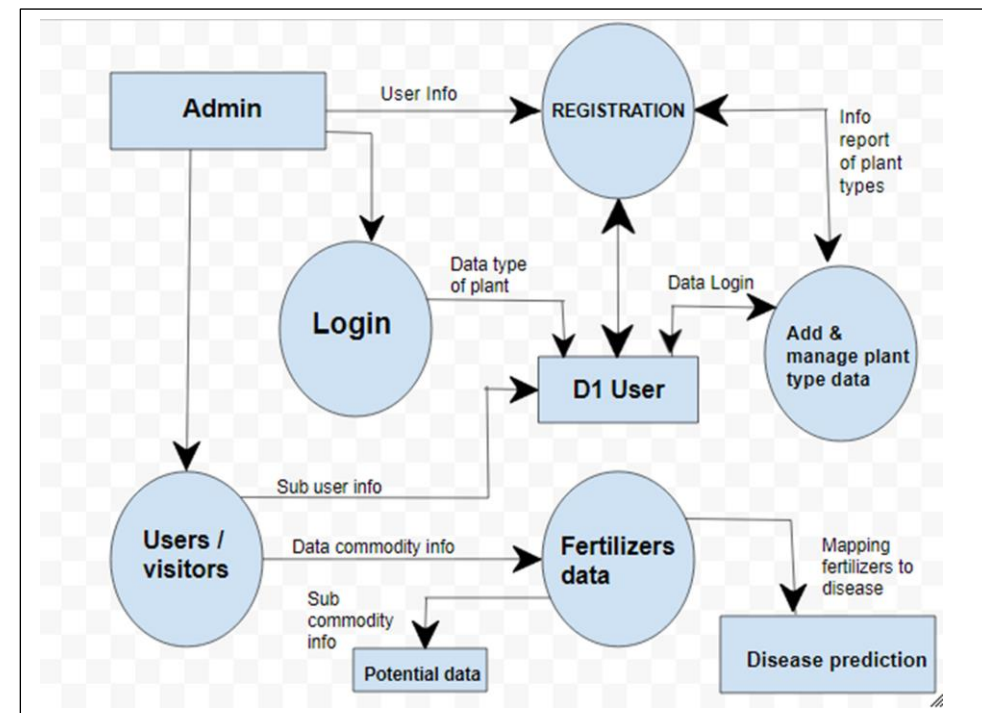 Admin
User Info
REGISTRATION
Info
report
of plant
types
Login
Data type
of plant
Data Login
Add &
manage plant
type data
D1 User
Sub user info
Users /
visitors
Data commodity info
Fertilizers
data
Mapping
fertilizers to
disease
Sub
commodity
info
Potential data
Disease prediction